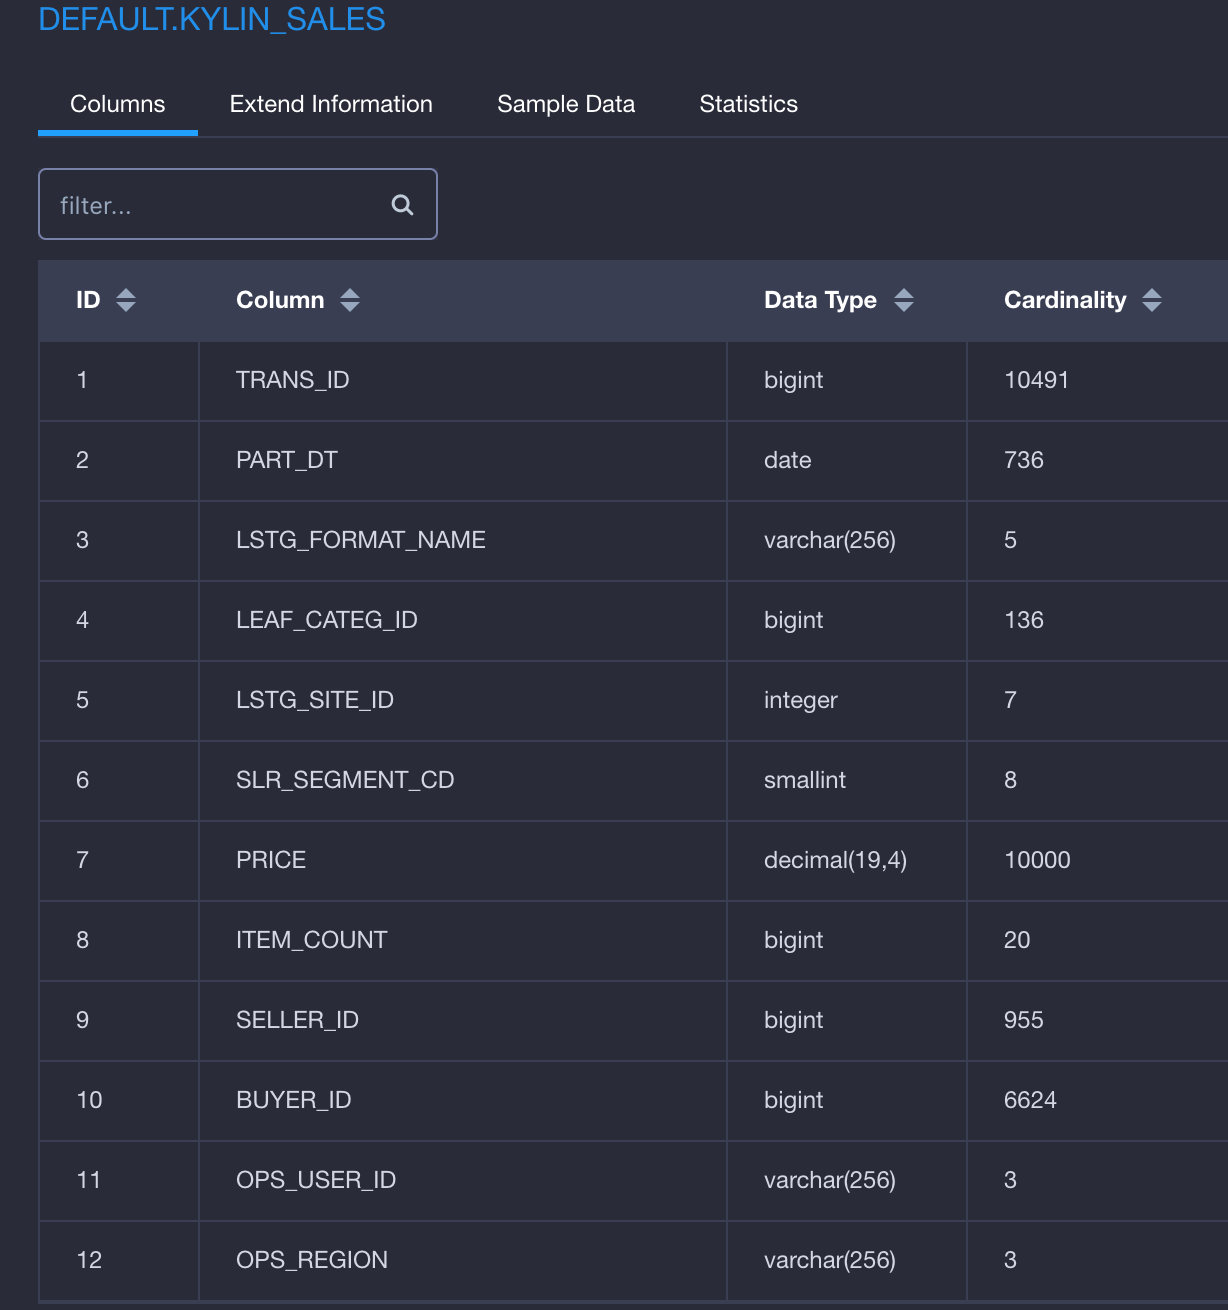 DEFAULT.KYLIN_SALES
Columns Extend Information Sample Data Statistics
filter...
ID Column Data Type Cardinality
1 TRANS_ID bigint 10491
2 PART_DT date 736
3 LSTG_FORMAT_NAME varchar(256) 5
4 LEAF_CATEG_ID bigint 136
5 LSTG_SITE_ID integer 7
6 SLR_SEGMENT_CD smallint 8
7 PRICE decimal(19,4) 10000
8 ITEM_COUNT bigint 20
9 SELLER_ID bigint 955
10 BUYER_ID bigint 6624
11 OPS_USER_ID varchar(256) 3
12 OPS_REGION varchar(256) 3